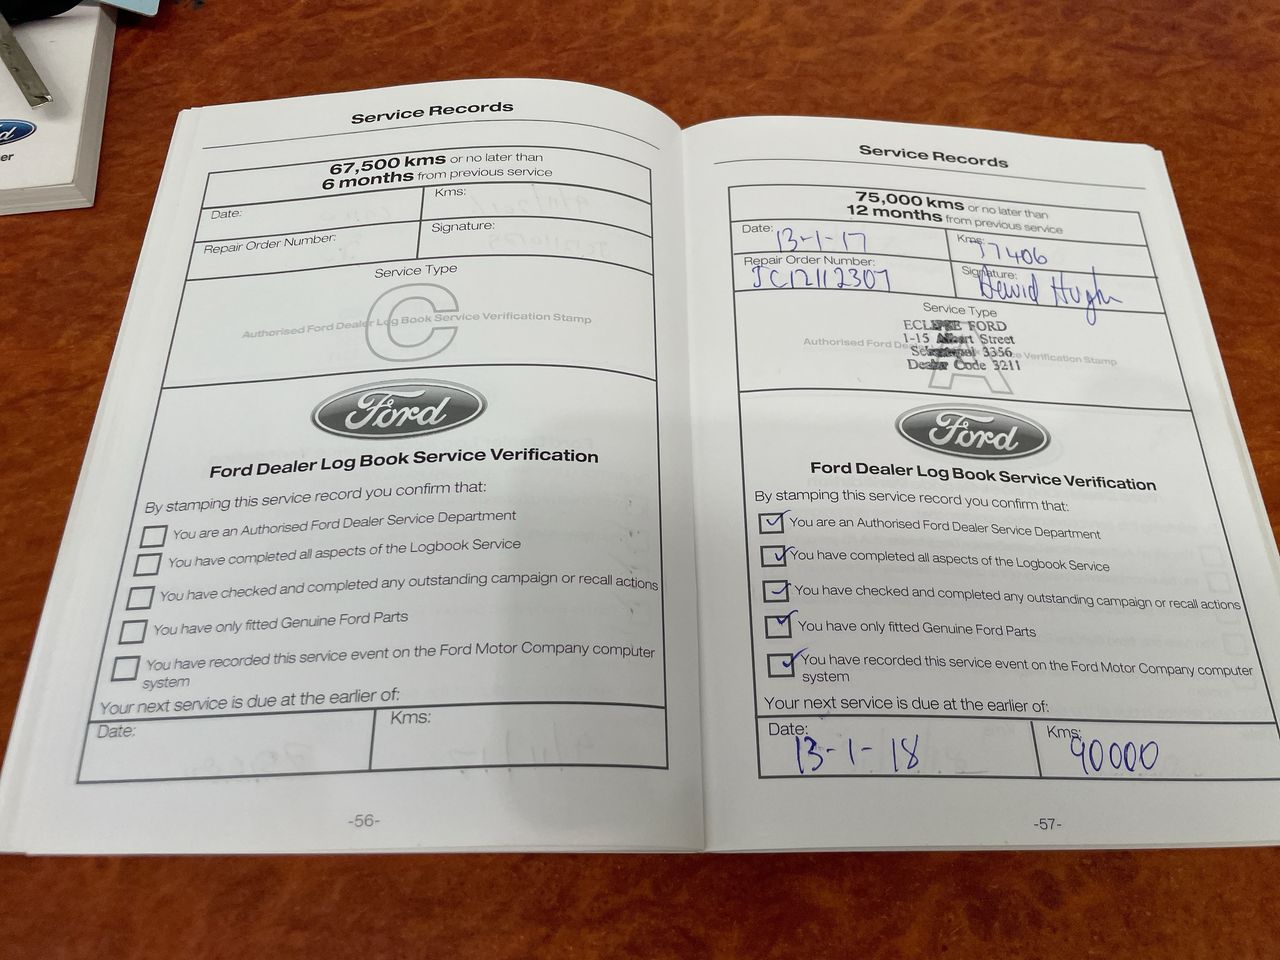 er
Service Records
67,500 kms or no later than
6 months from previous service
Date:
Kms:
Repair Order Number:
Signature:
Service Type
C
Authorised Ford Dealer Log Book Service Verification Stamp
Ford
Ford Dealer Log Book Service Verification
By stamping this service record you confirm that:
You are an Authorised Ford Dealer Service Department
You have completed all aspects of the Logbook Service
You have checked and completed any outstanding campaign or recall actions
You have only fitted Genuine Ford Parts
You have recorded this service event on the Ford Motor Company computer
system
Your next service is due at the earlier of:
Date:
Kms:
-56-
Service Records
75,000 kms or no later than
12 months from previous service
Date: 13-1-17
Kms: 77406
Repair Order Number:
JC12112307
Signature:
Hugh
Service Type
FORD
1-15 Street
3356
Dealer Code 3211
Authorised Ford Verification Stamp
A
Ford
Ford Dealer Log Book Service Verification
By stamping this service record you confirm that:
You are an Authorised Ford Dealer Service Department
You have completed all aspects of the Logbook Service
You have checked and completed any outstanding campaign or recall actions
You have only fitted Genuine Ford Parts
You have recorded this service event on the Ford Motor Company computer
system
Your next service is due at the earlier of:
Date: 13-1-18
Kms: 90000
-57-